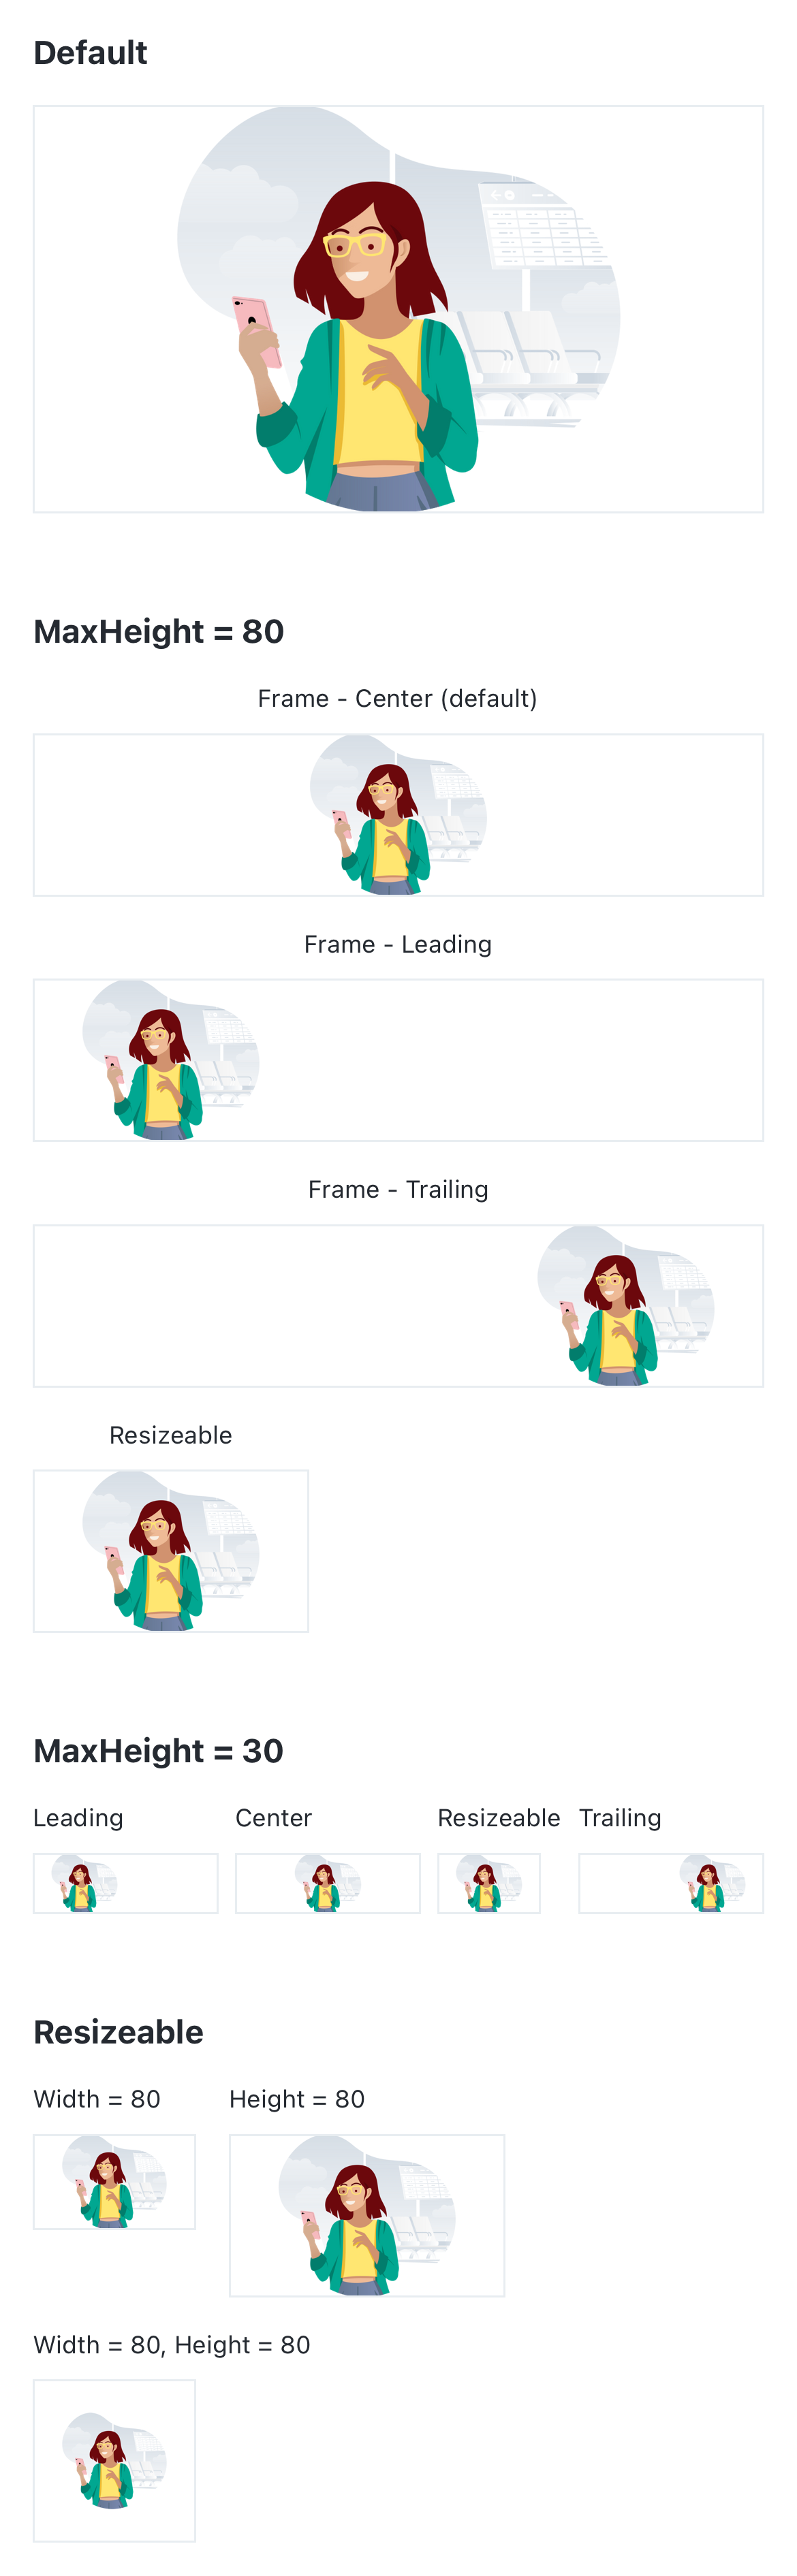 Default
MaxHeight = 80
Frame - Center (default)
Frame - Leading
Frame - Trailing
Resizeable
MaxHeight = 30
Leading Center Resizeable Trailing
Resizeable
Width = 80 Height = 80
Width = 80, Height = 80